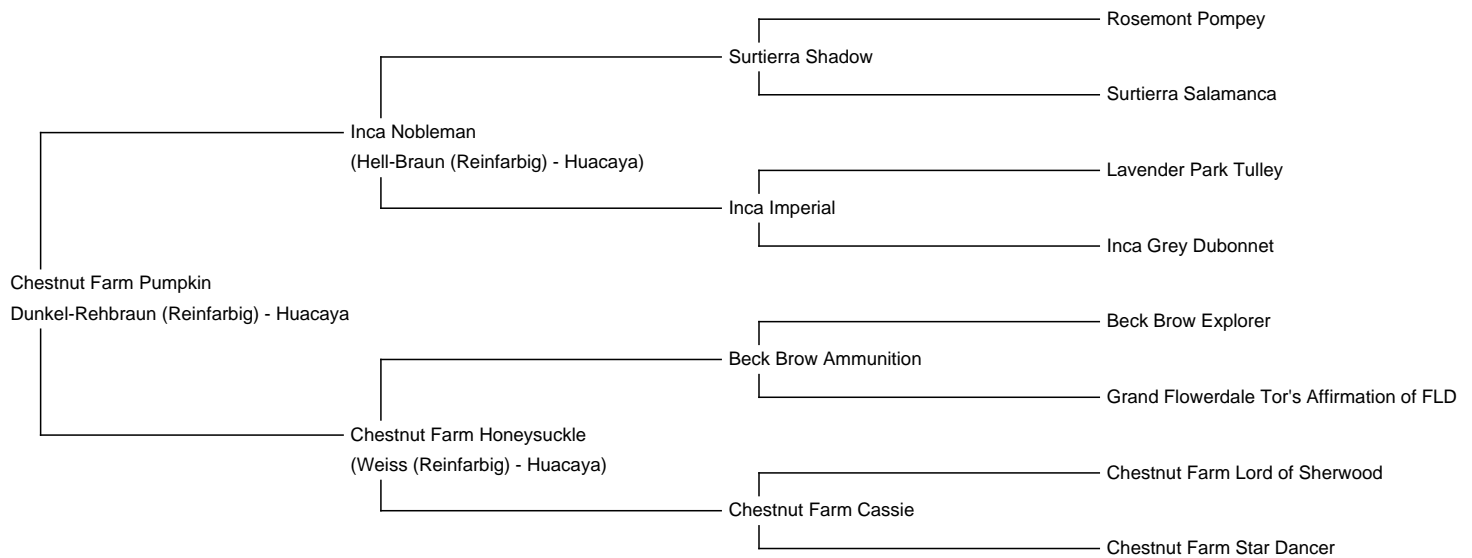 Rosemont Pompey
Surtierra Shadow
Surtierra Salamanca
Inca Nobleman
(Hell-Braun (Reinfarbig) - Huacaya)
Lavender Park Tulley
Inca Imperial
Inca Grey Dubonnet
Chestnut Farm Pumpkin
Dunkel-Rehbraun (Reinfarbig) - Huacaya
Beck Brow Explorer
Beck Brow Ammunition
Grand Flowerdale Tor's Affirmation of FLD
Chestnut Farm Honeysuckle
(Weiss (Reinfarbig) - Huacaya)
Chestnut Farm Lord of Sherwood
Chestnut Farm Cassie
Chestnut Farm Star Dancer